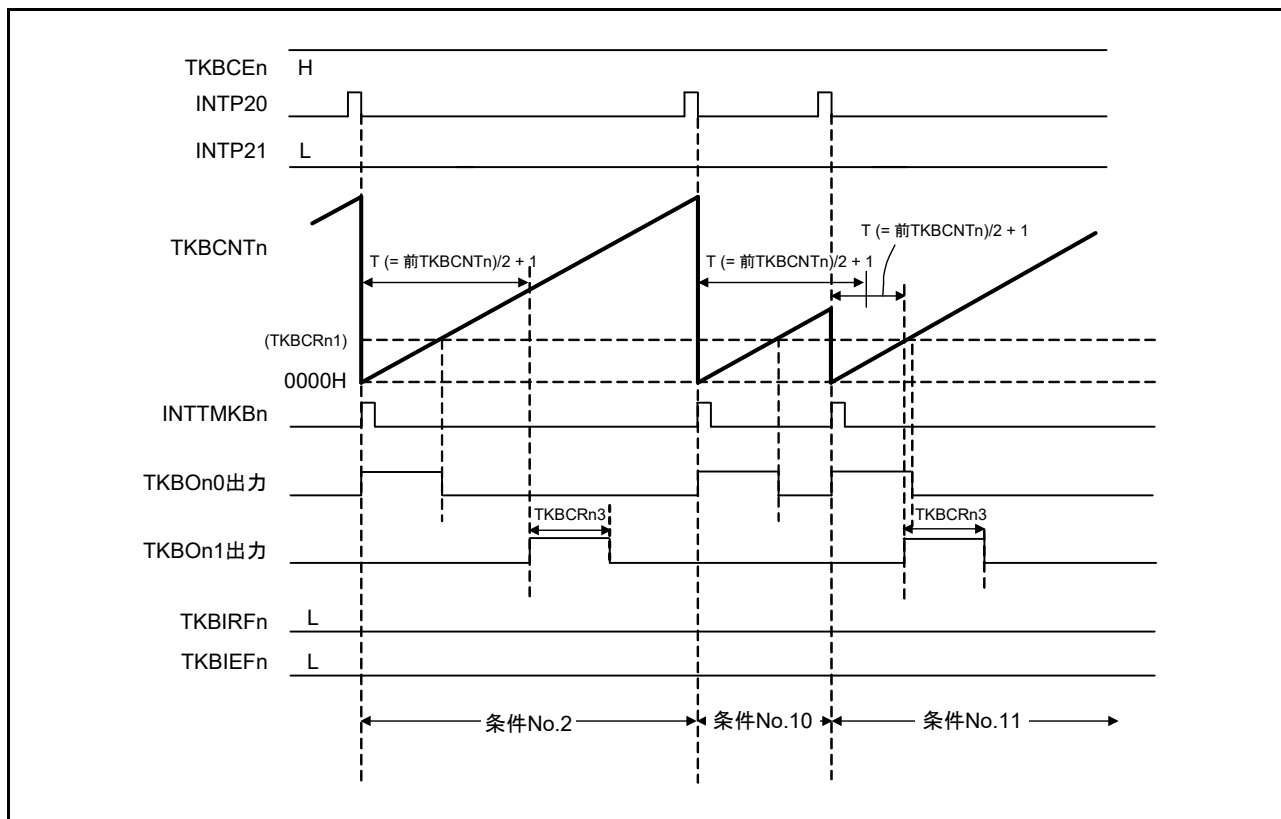 TKBCEn H
INTP20
INTP21 L
TKBCNTn
T (= 前TKBCNTn)/2 + 1
T (= 前TKBCNTn)/2 + 1
T (= 前TKBCNTn)/2 + 1
(TKBCRn1)
0000H
INTTMKBn
TKBOn0出力
TKBCRn3
TKBCRn3
TKBOn1出力
TKBIRFn L
TKBIEFn L
条件No.2
条件No.10
条件No.11